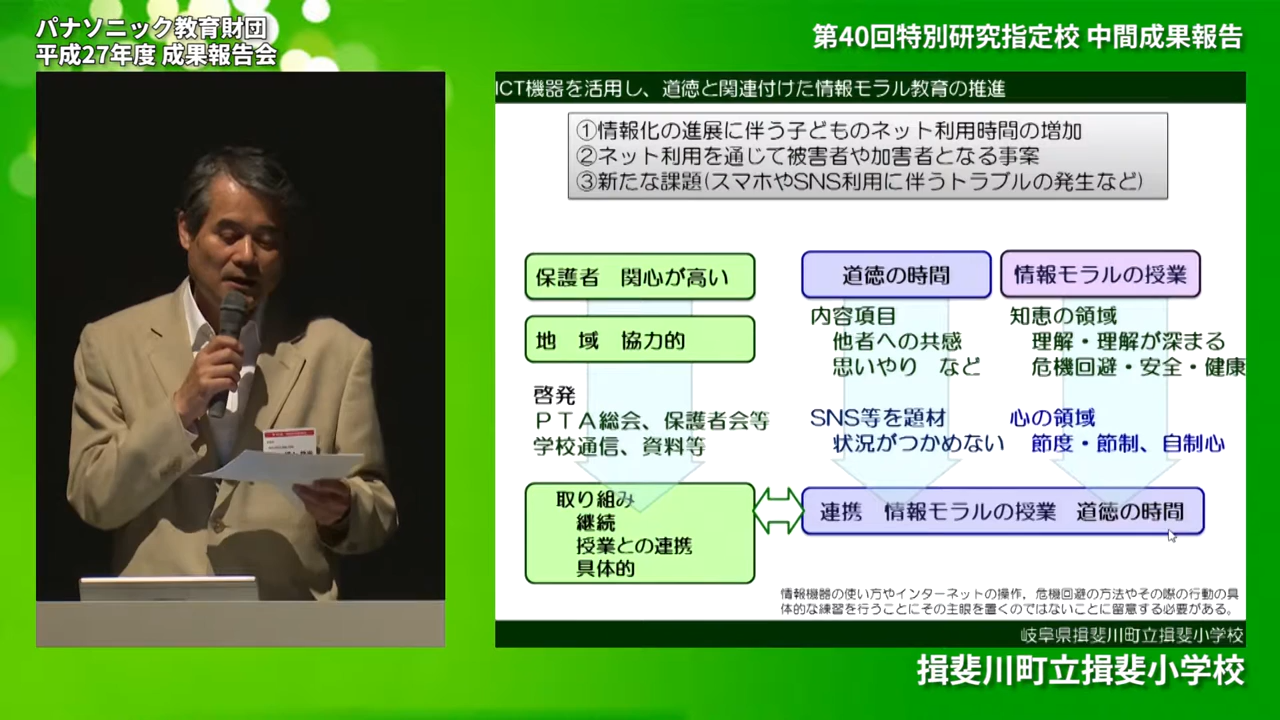 パナソニック教育財団
平成27年度 成果報告会
第40回特別研究指定校 中間成果報告
ICT機器を活用し、道徳と関連付けた情報モラル教育の推進
①情報化の進展に伴う子どものネット利用時間の増加
②ネット利用を通じて被害者や加害者となる事案
③新たな課題(スマホやSNS利用に伴うトラブルの発生など)
保護者 関心が高い
地 域 協力的
啓発
PTA総会、保護者会等
学校通信、資料等
取り組み
継続
授業との連携
具体的
道徳の時間
内容項目
他者への共感
思いやり など
SNS等を題材
状況がつかめない
情報モラルの授業
知恵の領域
理解・理解が深まる
危機回避・安全・健康
心の領域
節度・節制、自制心
連携 情報モラルの授業 道徳の時間
情報機器の使い方やインターネットの操作，危機回避の方法やその際の行動の具
体的な練習を行うことにその主眼を置くのではないことに留意する必要がある。
岐阜県揖斐川町立揖斐小学校
揖斐川町立揖斐小学校